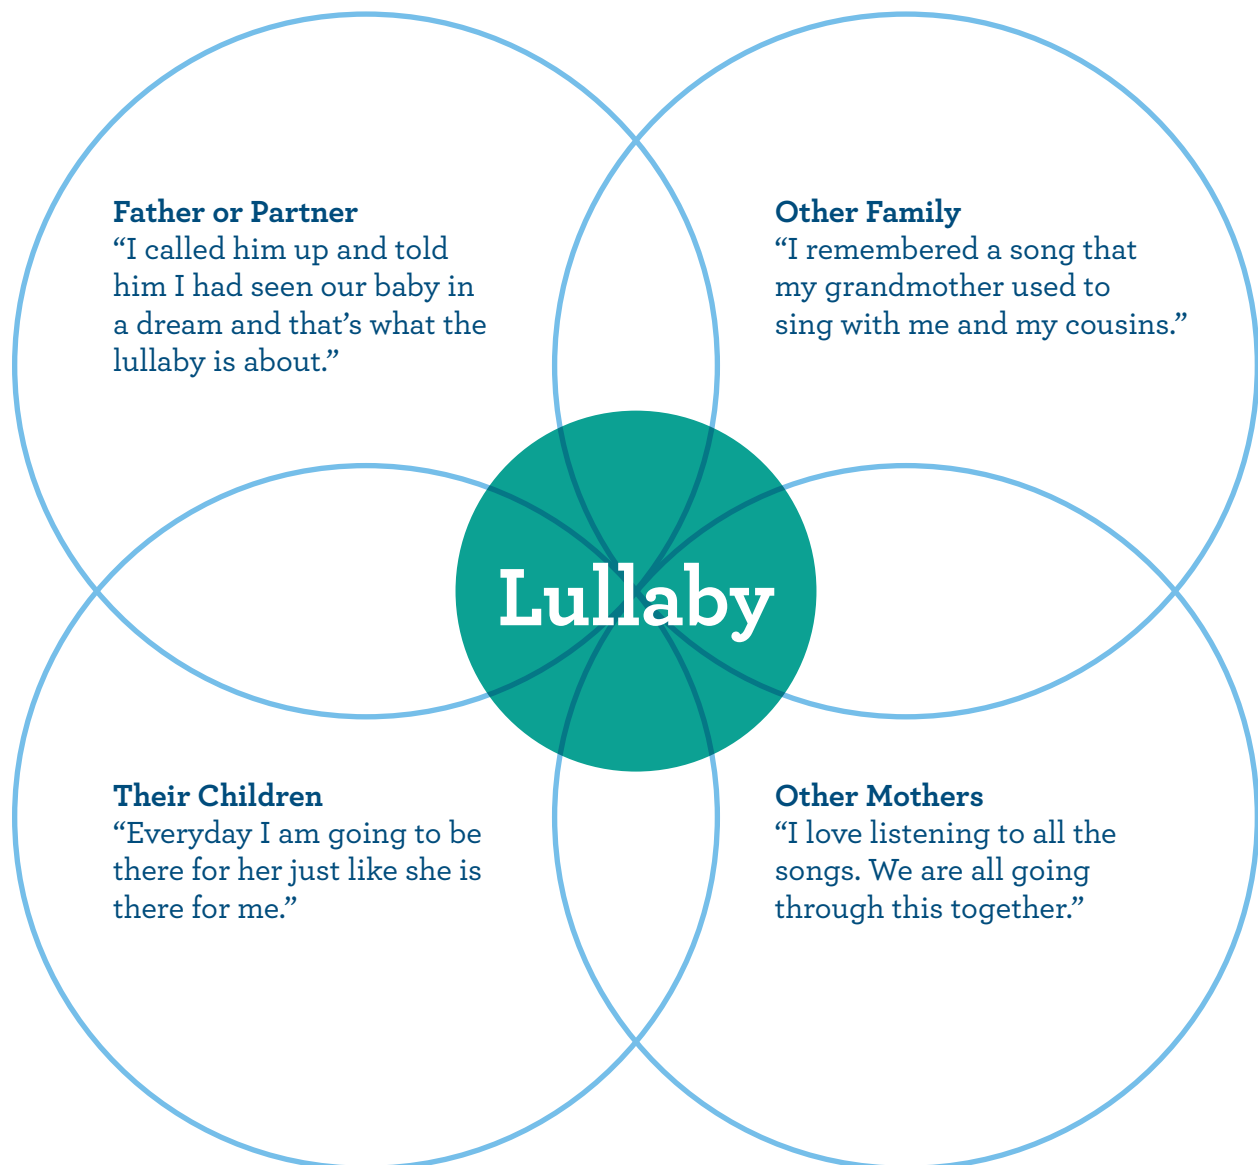 Father or Partner
“I called him up and told
him I had seen our baby in
a dream and that’s what the
lullaby is about.”
Other Family
“I remembered a song that
my grandmother used to
sing with me and my cousins.”
Lullaby
Their Children
“Everyday I am going to be
there for her just like she is
there for me.”
Other Mothers
“I love listening to all the
songs. We are all going
through this together.”